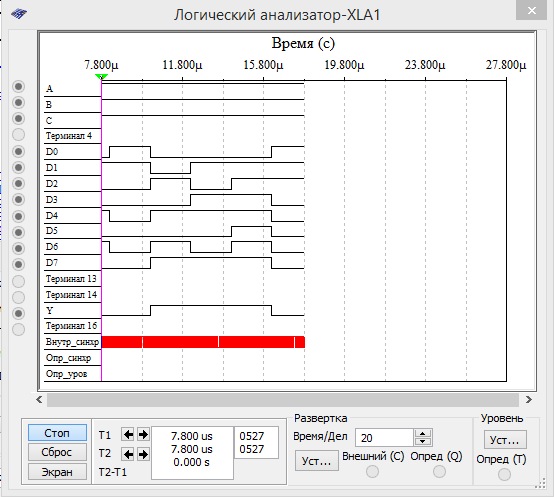 Логический анализатор-XLA1
Время (с)
7.800µ 11.800µ 15.800µ 19.800µ 23.800µ 27.800µ
A
B
C
Терминал 4
D0
D1
D2
D3
D4
D5
D6
D7
Терминал 13
Терминал 14
Y
Терминал 16
Внутр_синхр
Опр_синхр
Опр_уров
Стоп
Сброс
Экран
T1 7.800 us 0527
T2 7.800 us 0527
T2-T1 0.000 s
Развертка
Время/Дел 20
Уст...
Внешний (C) Опред (Q)
Уровень
Уст...
Опред (T)